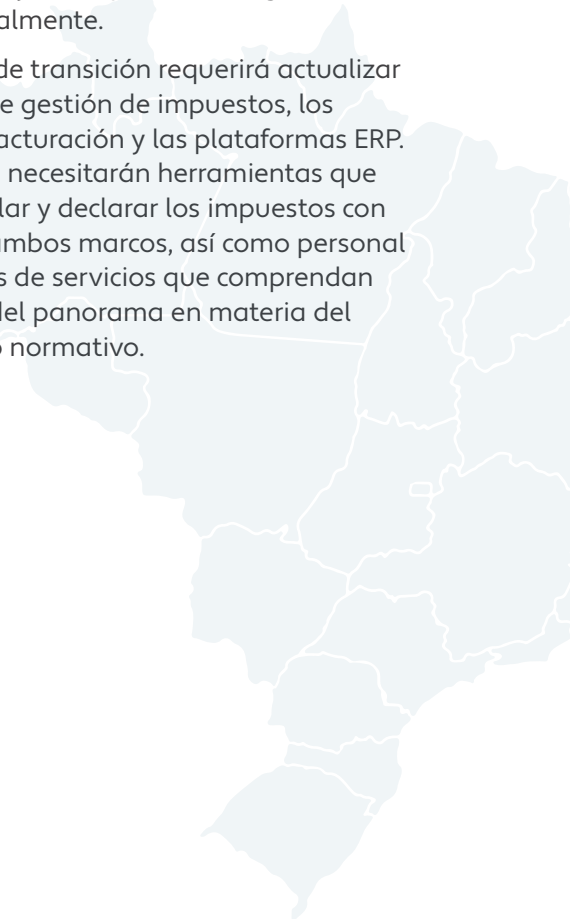 almente.
de transición requerirá actualizar
e gestión de impuestos, los
acturación y las plataformas ERP.
necesitarán herramientas que
lar y declarar los impuestos con
ambos marcos, así como personal
s de servicios que comprendan
del panorama en materia del
o normativo.